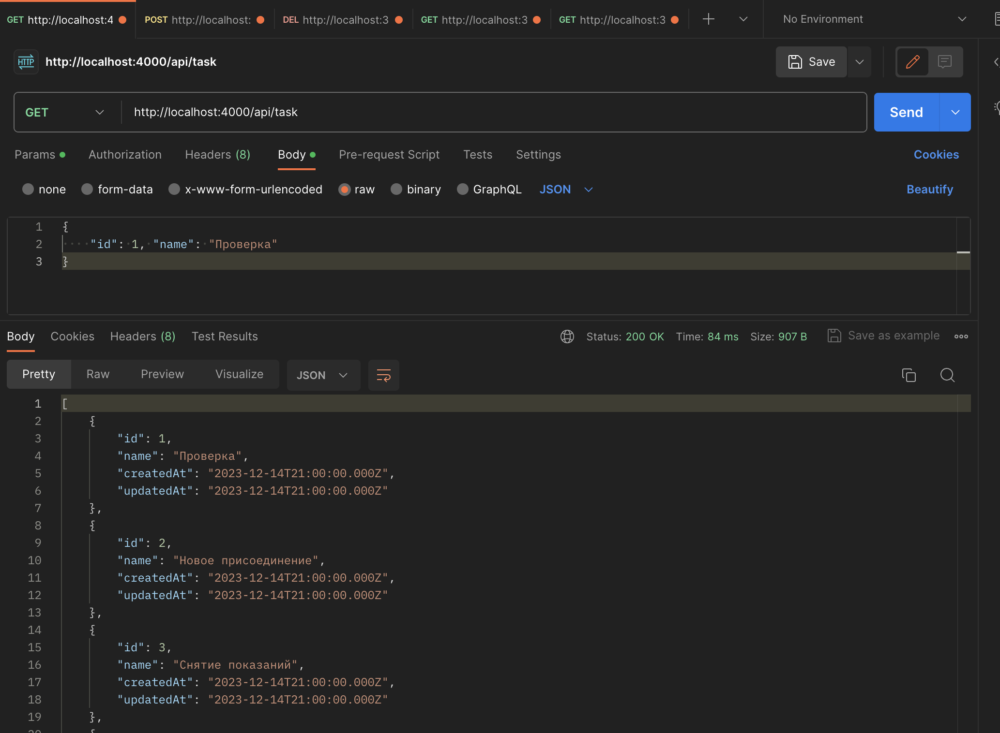 GET http://localhost:4 POST http://localhost: DEL http://localhost:3 GET http://localhost:3 GET http://localhost:3 No Environment
HTTP http://localhost:4000/api/task Save
GET http://localhost:4000/api/task Send
Params Authorization Headers (8) Body Pre-request Script Tests Settings Cookies
none form-data x-www-form-urlencoded raw binary GraphQL JSON Beautify
1 {
2 "id": 1, "name": "Проверка"
3 }
Body Cookies Headers (8) Test Results Status: 200 OK Time: 84 ms Size: 907 B Save as example
Pretty Raw Preview Visualize JSON
1 [
2 {
3 "id": 1,
4 "name": "Проверка",
5 "createdAt": "2023-12-14T21:00:00.000Z",
6 "updatedAt": "2023-12-14T21:00:00.000Z"
7 },
8 {
9 "id": 2,
10 "name": "Новое присоединение",
11 "createdAt": "2023-12-14T21:00:00.000Z",
12 "updatedAt": "2023-12-14T21:00:00.000Z"
13 },
14 {
15 "id": 3,
16 "name": "Снятие показаний",
17 "createdAt": "2023-12-14T21:00:00.000Z",
18 "updatedAt": "2023-12-14T21:00:00.000Z"
19 },